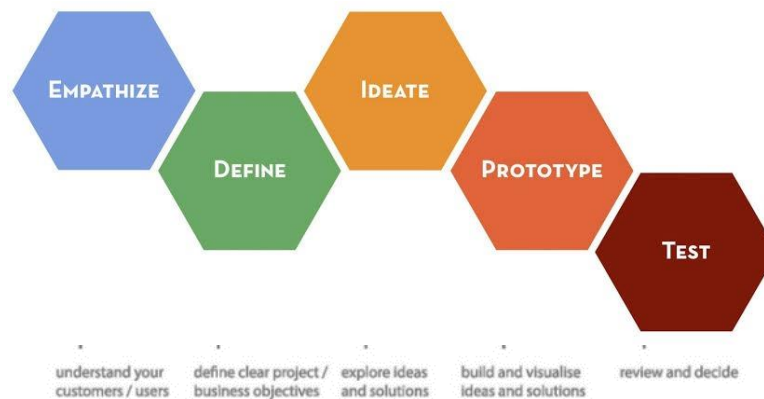 EMPATHIZE
DEFINE
IDEATE
PROTOTYPE
TEST
understand your
customers / users
define clear project /
business objectives
explore ideas
and solutions
build and visualise
ideas and solutions
review and decide